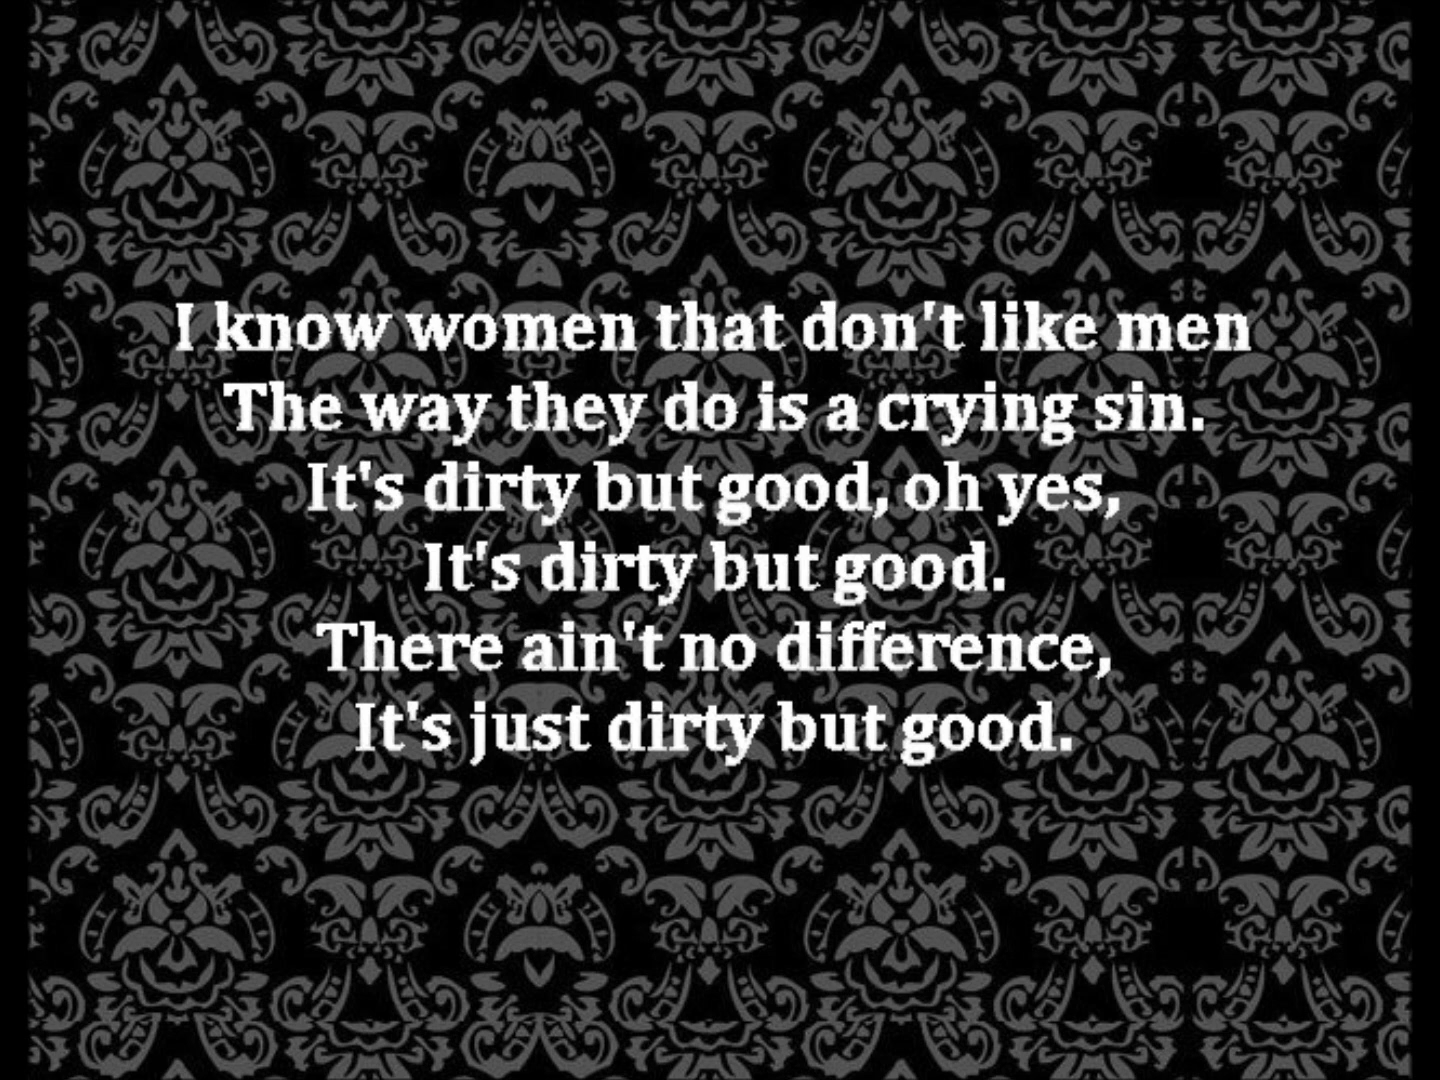 I know women that don't like men
The way they do is a crying sin.
It's dirty but good, oh yes,
It's dirty but good.
There ain't no difference,
It's just dirty but good.